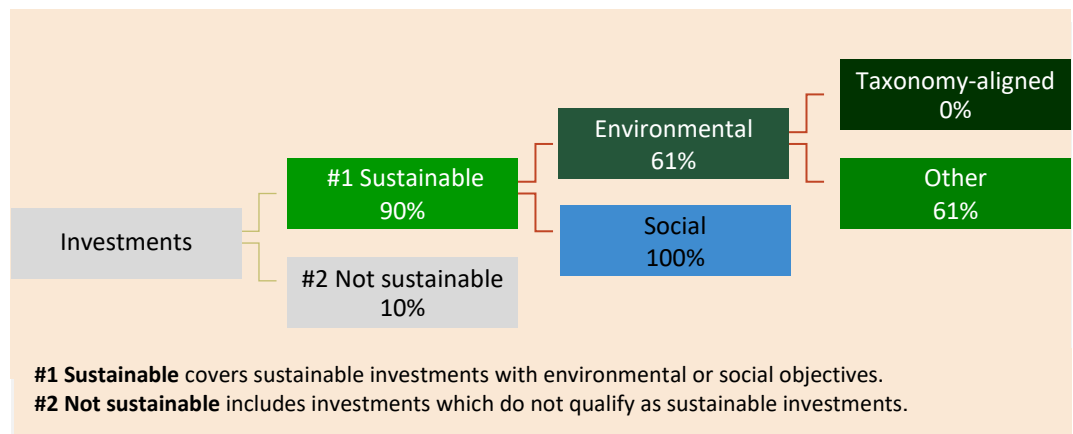 Taxonomy-aligned
0%
Environmental
61%
#1 Sustainable
90%
Other
61%
Investments
Social
100%
#2 Not sustainable
10%
#1 Sustainable covers sustainable investments with environmental or social objectives.
#2 Not sustainable includes investments which do not qualify as sustainable investments.